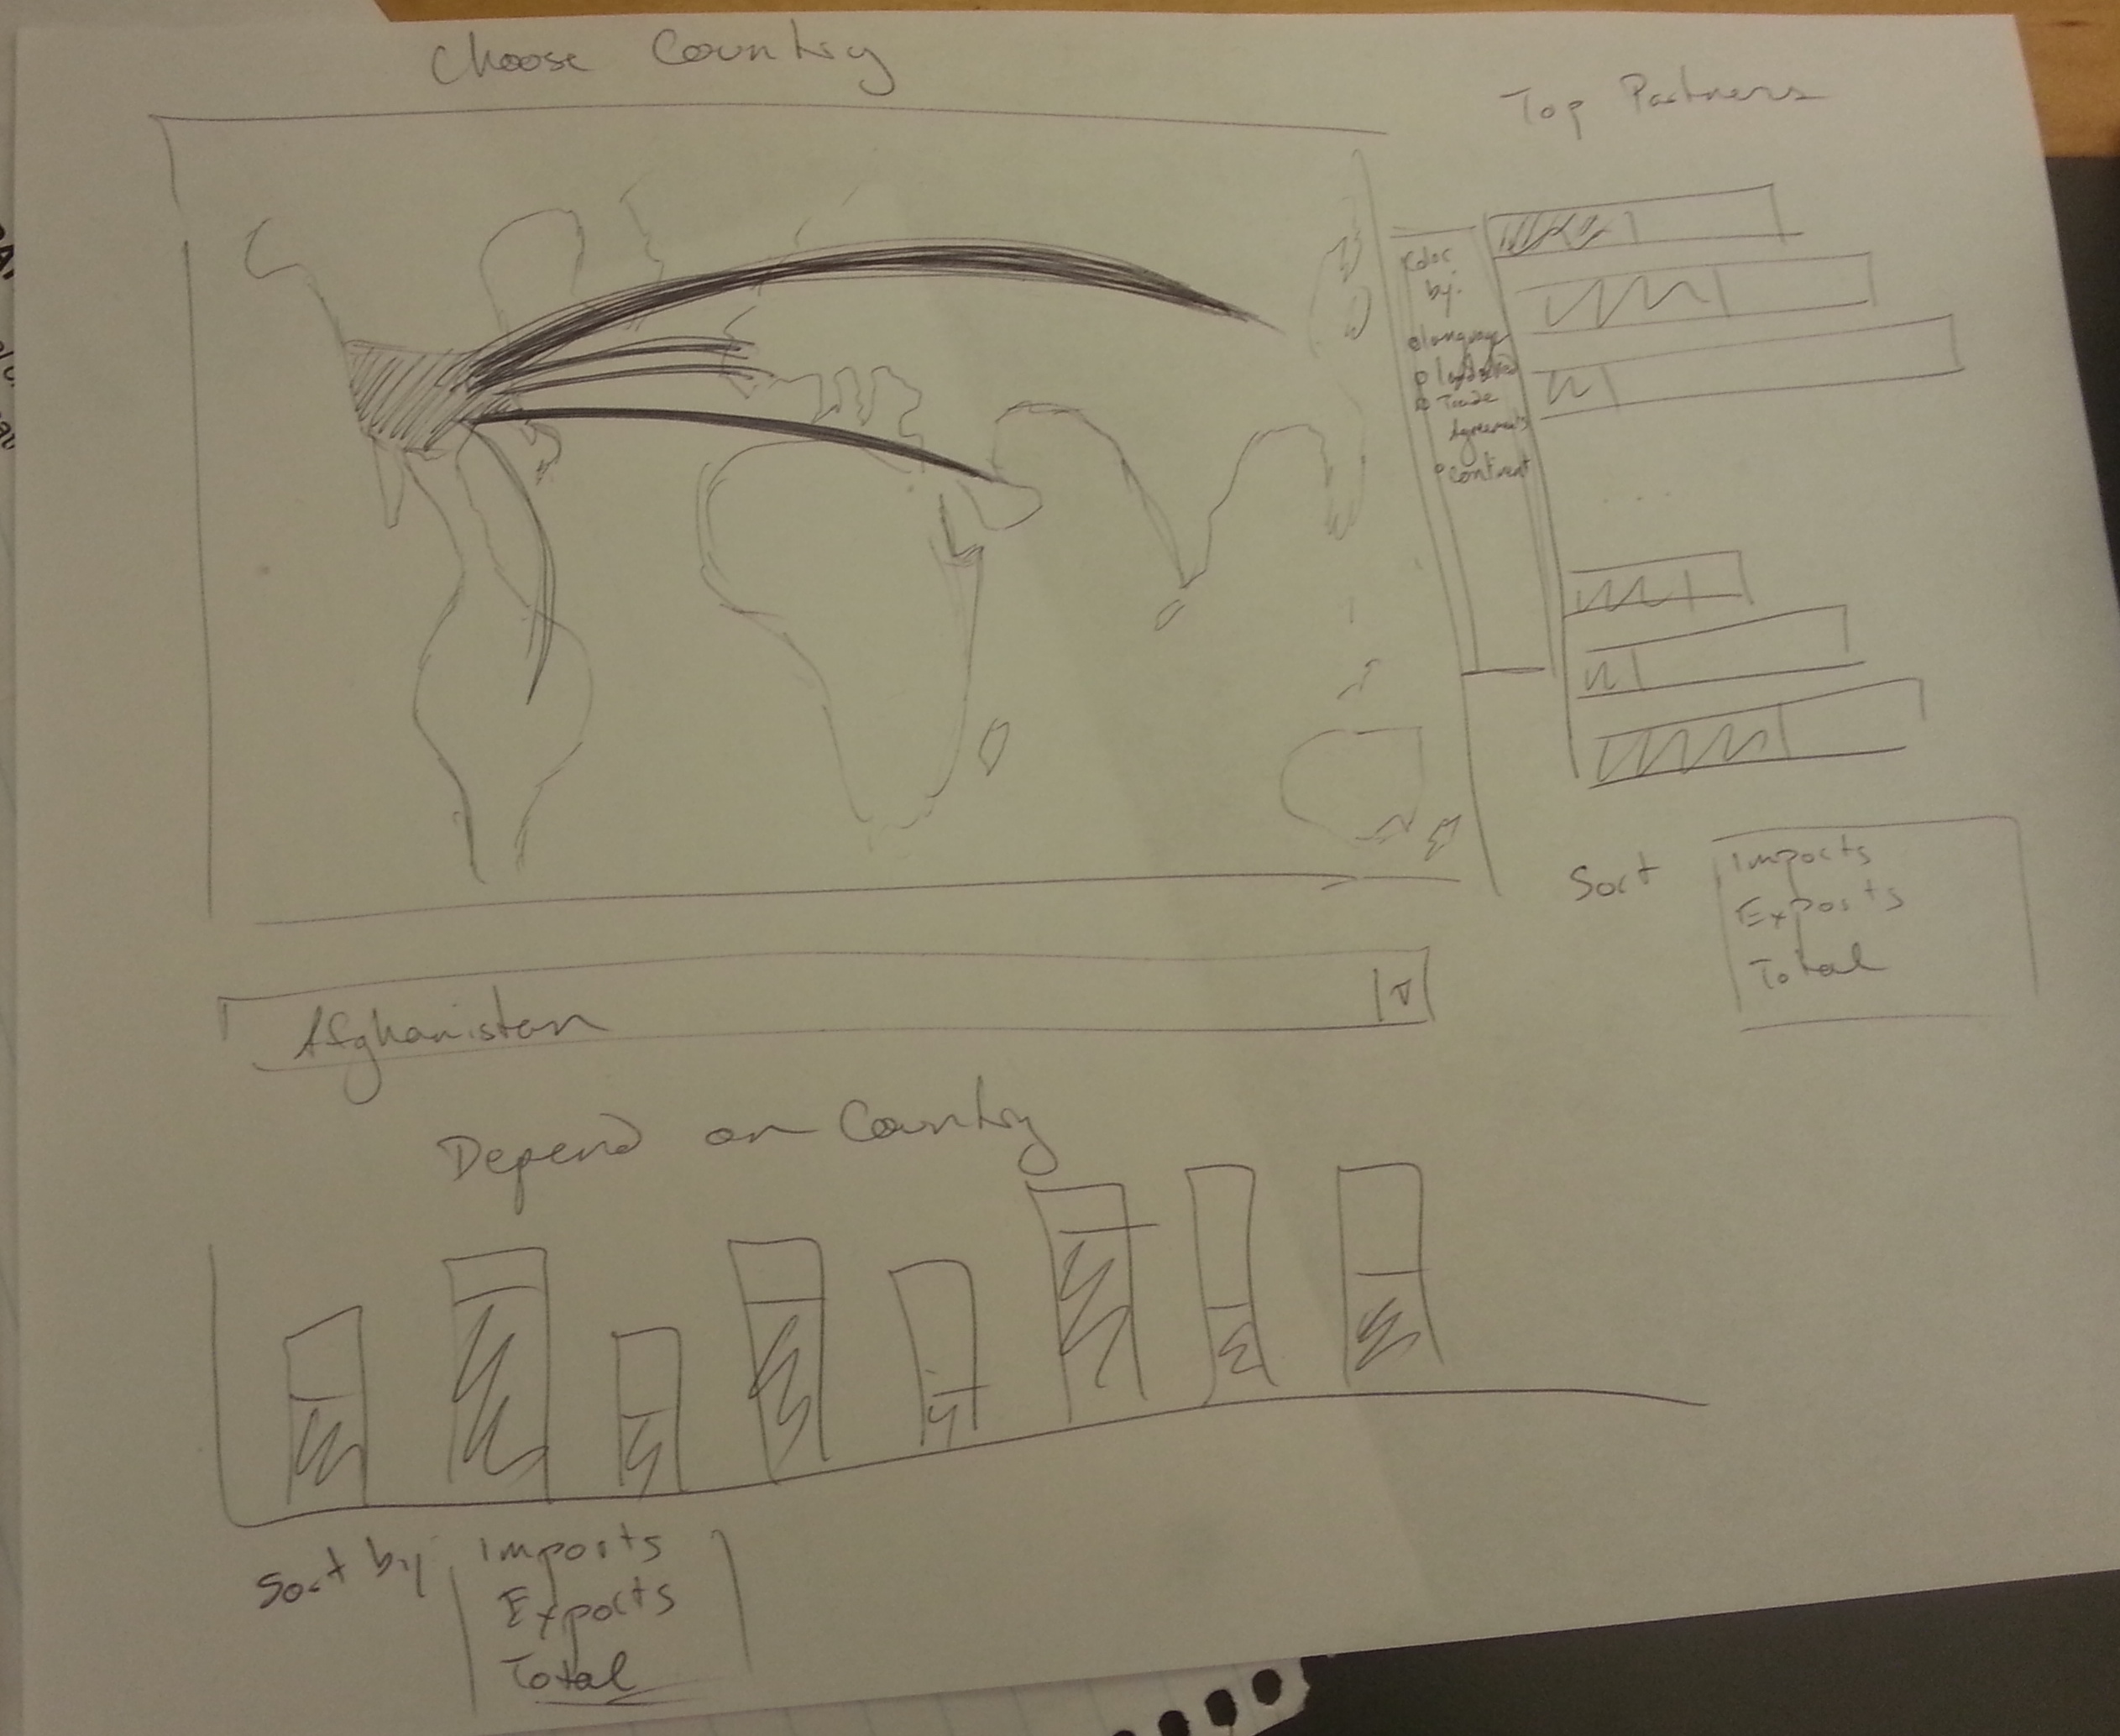 Choose Country
Top Partners
Color
by:
language
Trade
Agreements
continent
Sort
Imports
Exports
Total
Afghanistan
Depend on Country
Sort by
Imports
Exports
Total